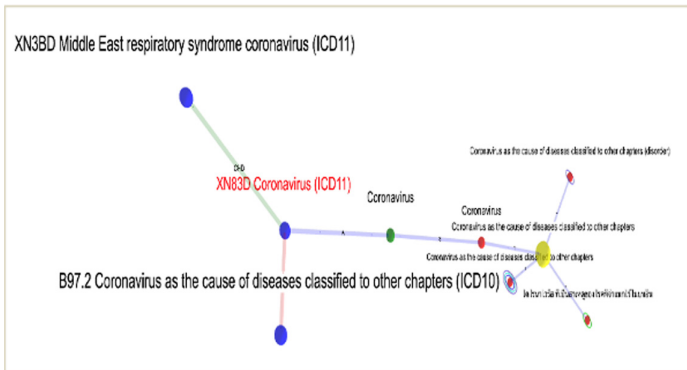 XN3BD Middle East respiratory syndrome coronavirus (ICD11)
Coronavirus as the cause of diseases classified to other chapters (disorder)
CHD
XN83D Coronavirus (ICD11)
Coronavirus
Coronavirus
Coronavirus as the cause of diseases classified to other chapters
Coronavirus as the cause of diseases classified to other chapters
B97.2 Coronavirus as the cause of diseases classified to other chapters (ICD10)